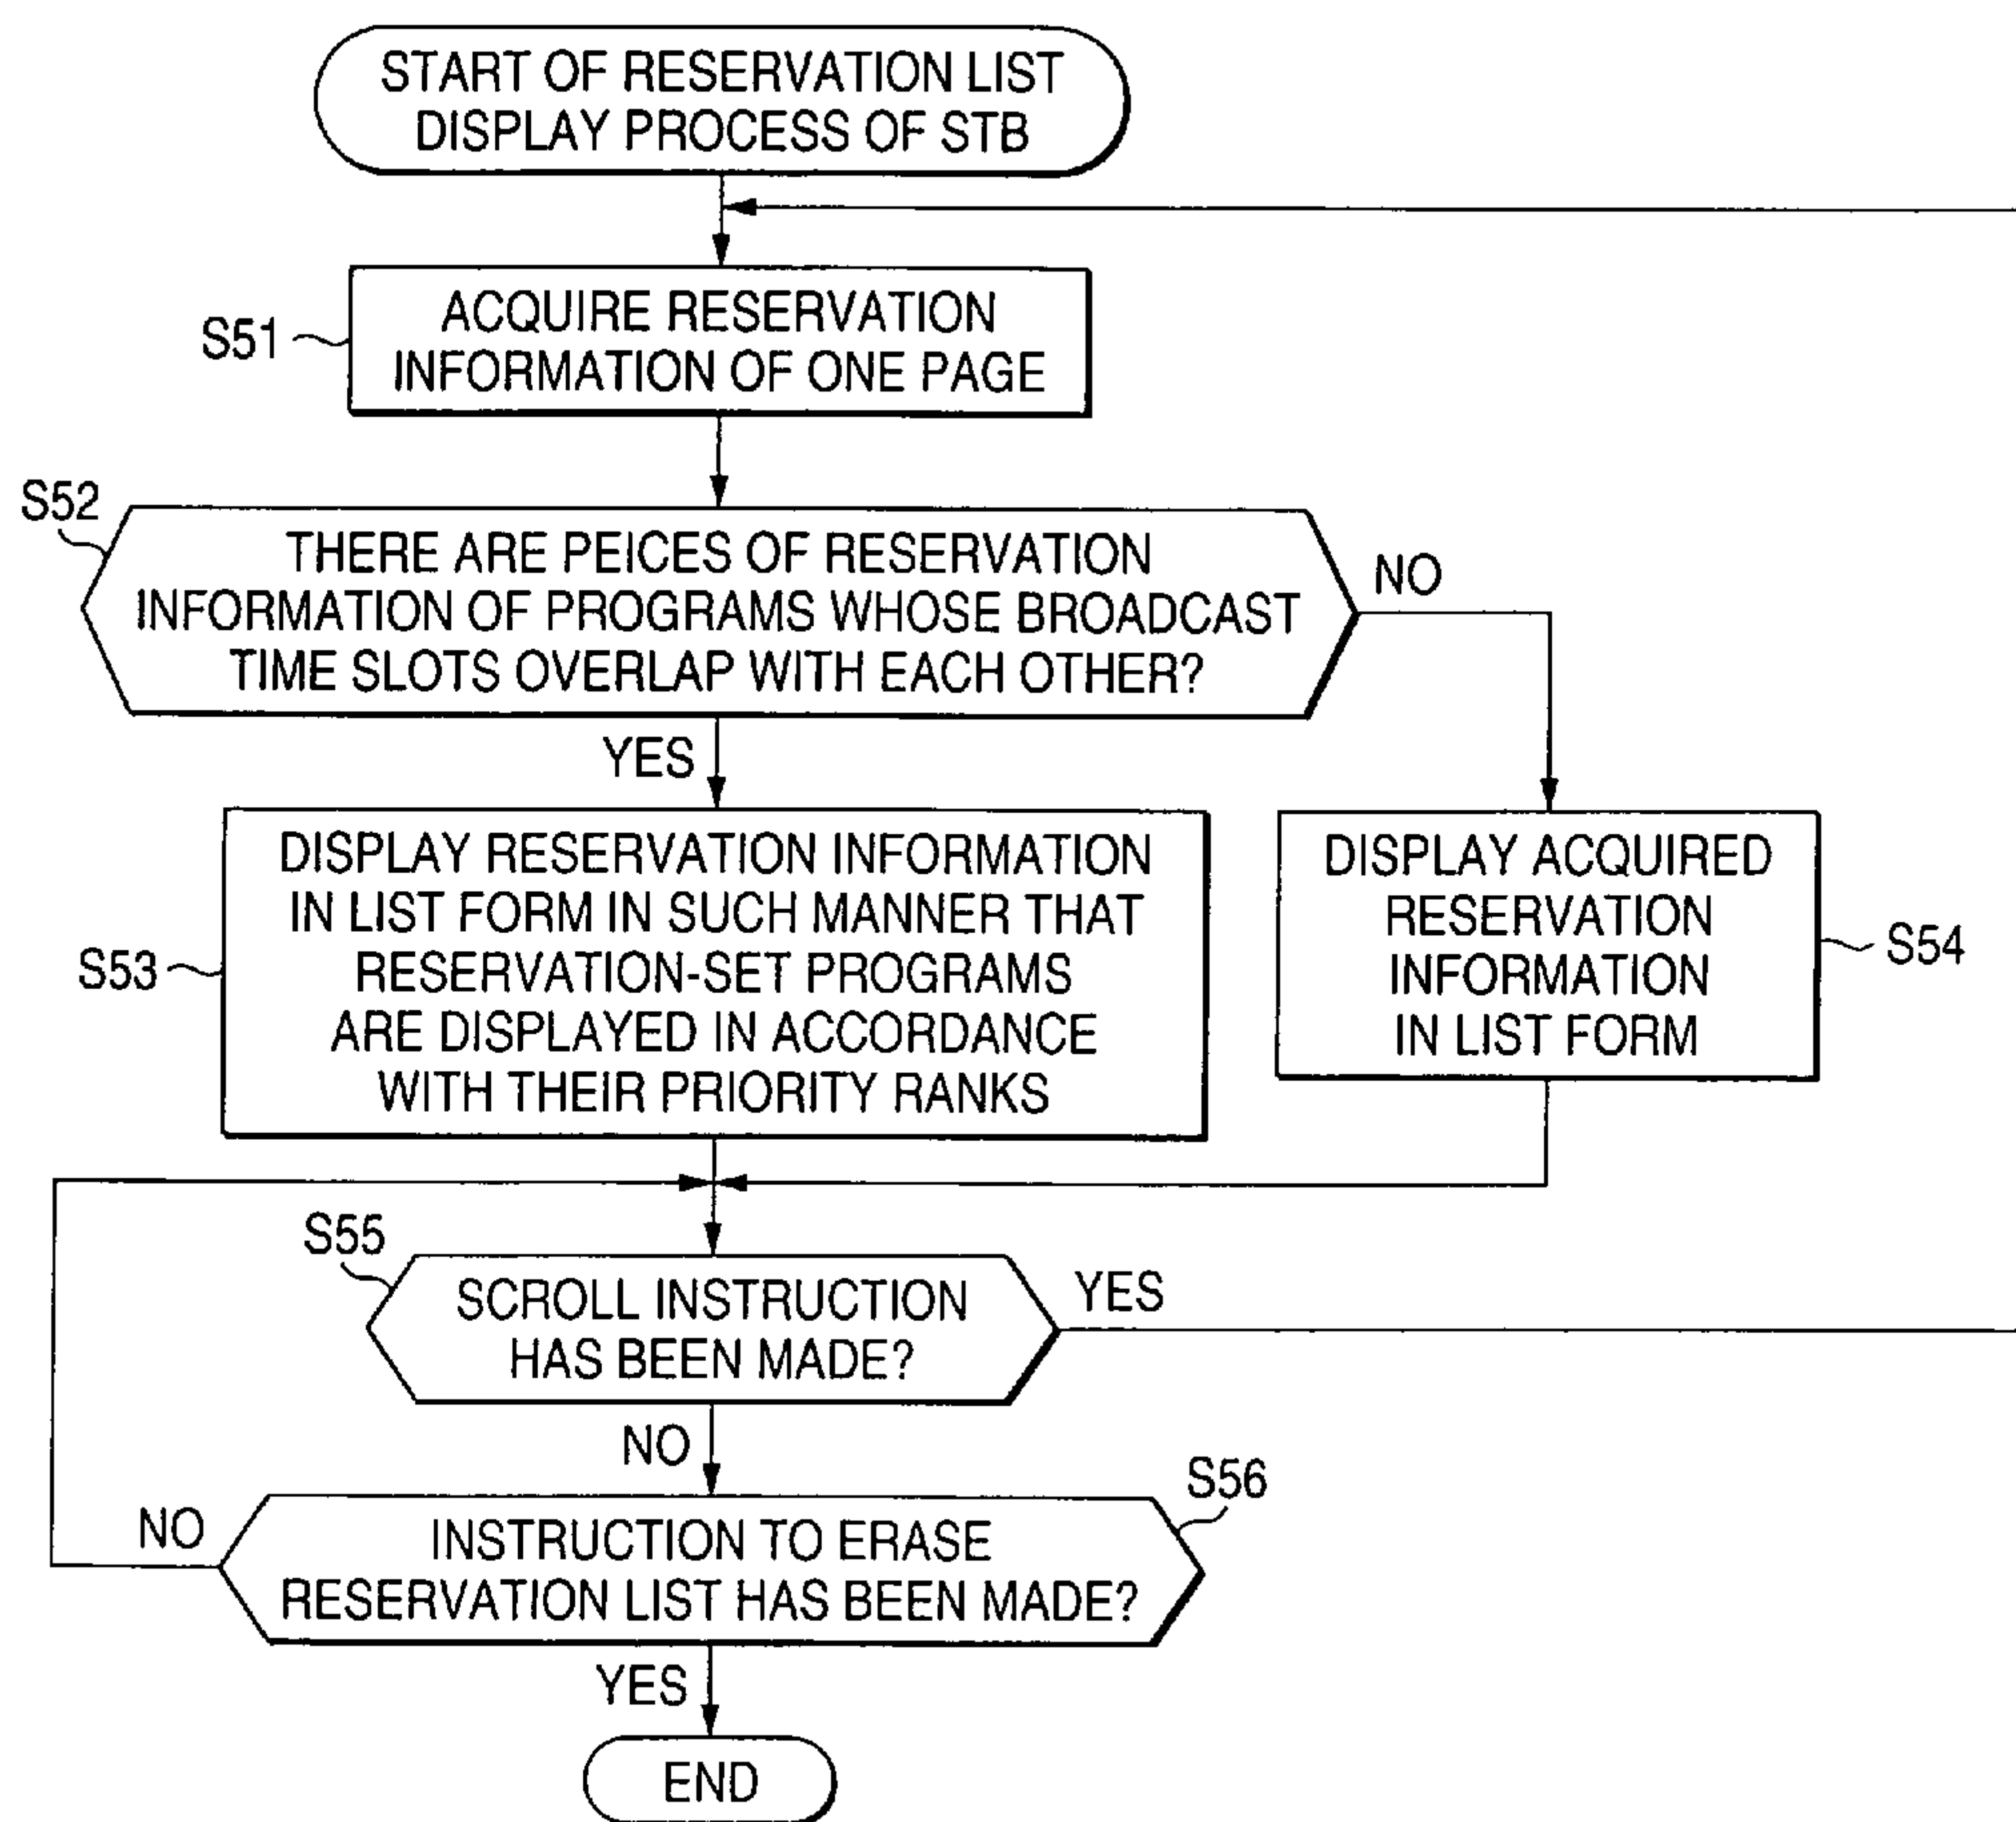 START OF RESERVATION LIST
DISPLAY PROCESS OF STB
S51
ACQUIRE RESERVATION
INFORMATION OF ONE PAGE
S52
THERE ARE PEICES OF RESERVATION
INFORMATION OF PROGRAMS WHOSE BROADCAST
TIME SLOTS OVERLAP WITH EACH OTHER?
NO
YES
S53
DISPLAY RESERVATION INFORMATION
IN LIST FORM IN SUCH MANNER THAT
RESERVATION-SET PROGRAMS
ARE DISPLAYED IN ACCORDANCE
WITH THEIR PRIORITY RANKS
DISPLAY ACQUIRED
RESERVATION
INFORMATION
IN LIST FORM
S54
S55
SCROLL INSTRUCTION
HAS BEEN MADE?
YES
NO
S56
NO
INSTRUCTION TO ERASE
RESERVATION LIST HAS BEEN MADE?
YES
END